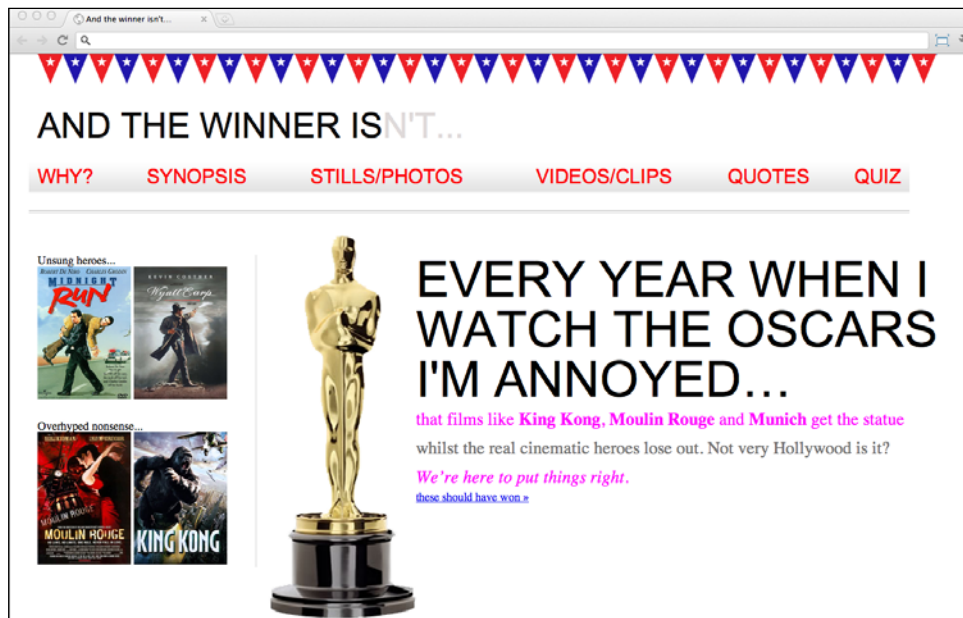 And the winner isn't...
AND THE WINNER ISN'T...
WHY? SYNOPSIS STILLS/PHOTOS VIDEOS/CLIPS QUOTES QUIZ
Unsung heroes...
ROBERT DE NIRO CHARLES GRODIN
MIDNIGHT
RUN
KEVIN COSTNER
Wyatt Earp
Overhyped nonsense...
MOULIN ROUGE
MOULIN ROUGE
KING KONG
EVERY YEAR WHEN I
WATCH THE OSCARS
I'M ANNOYED...
that films like King Kong, Moulin Rouge and Munich get the statue
whilst the real cinematic heroes lose out. Not very Hollywood is it?
We're here to put things right.
these should have won »